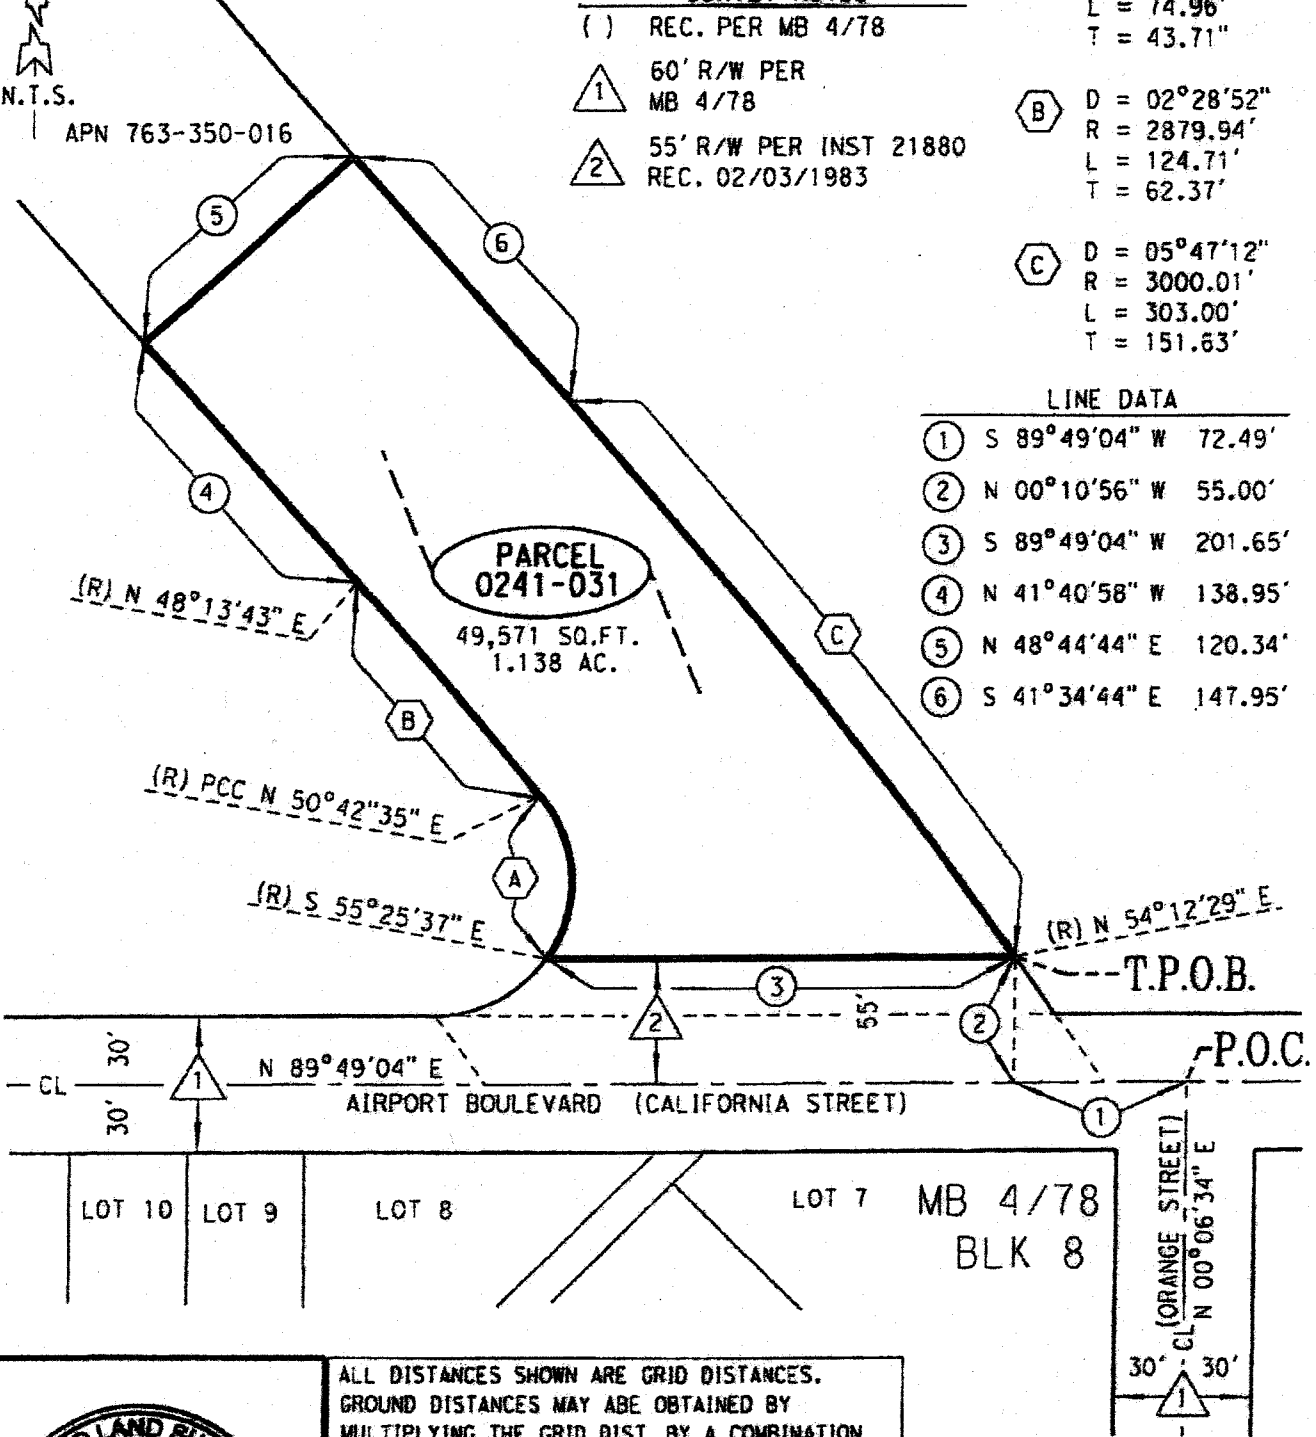 L = 74.96'
T = 43.71"
( ) REC. PER MB 4/78
1 60' R/W PER
MB 4/78
2 55' R/W PER INST 21880
REC. 02/03/1983
B D = 02°28'52"
R = 2879.94'
L = 124.71'
T = 62.37'
C D = 05°47'12"
R = 3000.01'
L = 303.00'
T = 151.63'
LINE DATA
1 S 89°49'04" W 72.49'
2 N 00°10'56" W 55.00'
3 S 89°49'04" W 201.65'
4 N 41°40'58" W 138.95'
5 N 48°44'44" E 120.34'
6 S 41°34'44" E 147.95'
N.T.S.
APN 763-350-016
5
6
4
PARCEL
0241-031
49,571 SQ.FT.
1.138 AC.
C
(R) N 48°13'43" E
B
(R) PCC N 50°42"35" E
A
(R) S 55°25'37" E
(R) N 54°12'29" E
T.P.O.B.
3
2
55'
2
P.O.C.
30'
N 89°49'04" E
CL
1
30'
AIRPORT BOULEVARD (CALIFORNIA STREET)
1
LOT 10
LOT 9
LOT 8
LOT 7
MB 4/78
BLK 8
(ORANGE STREET)
CL N 00°06'34" E
30' 30'
1
ALL DISTANCES SHOWN ARE GRID DISTANCES.
GROUND DISTANCES MAY ABE OBTAINED BY
MULTIPLYING THE GRID DIST. BY A COMBINATION
LAND